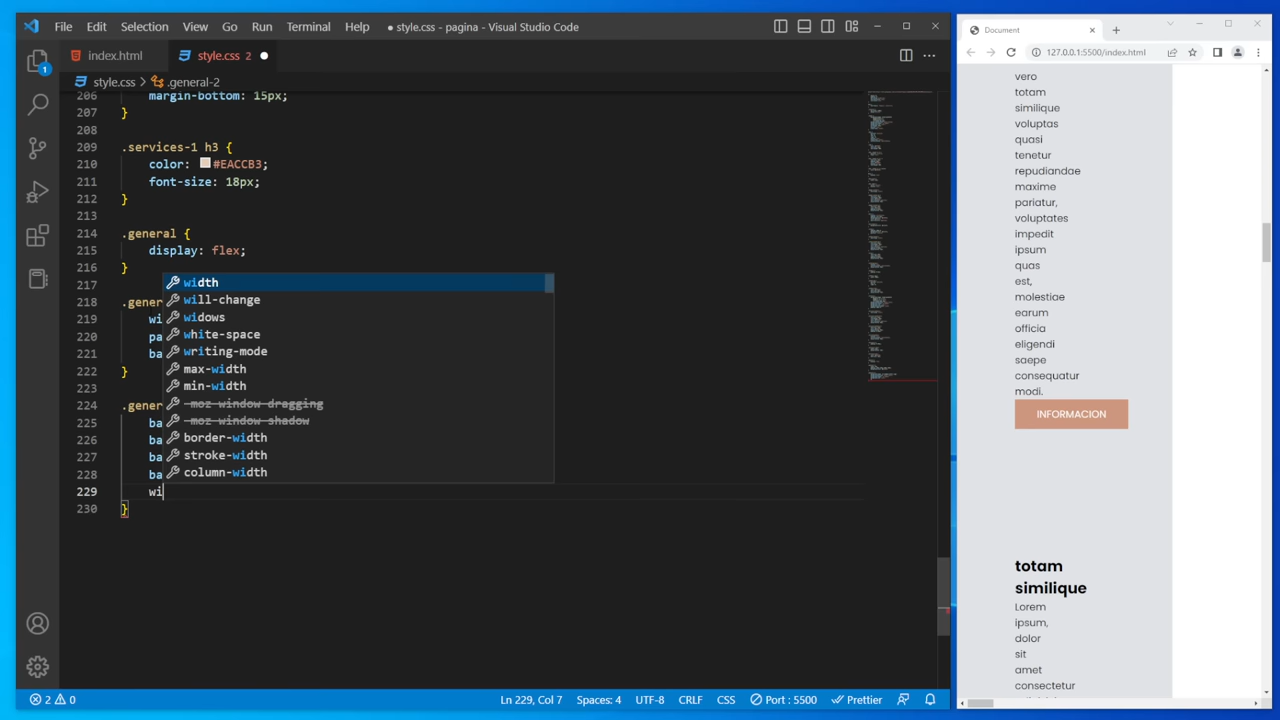 File Edit Selection View Go Run Terminal Help ● style.css - pagina - Visual Studio Code
index.html style.css 2
style.css > .general-2
206 margin-bottom: 15px;
207 }
208
209 .services-1 h3 {
210 color: #EACCB3;
211 font-size: 18px;
212 }
213
214 .general {
215 display: flex;
216 }
217
218 .gener
219 wi
220 pa
221 ba
222 }
223
224 .gener
225 ba
226 ba
227 ba
228 ba
229 wi
230 }
width
will-change
widows
white-space
writing-mode
max-width
min-width
-moz-window-dragging
-moz-window-shadow
border-width
stroke-width
column-width
1
2 0 Ln 229, Col 7 Spaces: 4 UTF-8 CRLF CSS Port : 5500 Prettier
Document
127.0.0.1:5500/index.html
vero
totam
similique
voluptas
quasi
tenetur
repudiandae
maxime
pariatur,
voluptates
impedit
ipsum
quas
est,
molestiae
earum
officia
eligendi
saepe
consequatur
modi.
INFORMACION
totam
similique
Lorem
ipsum,
dolor
sit
amet
consectetur